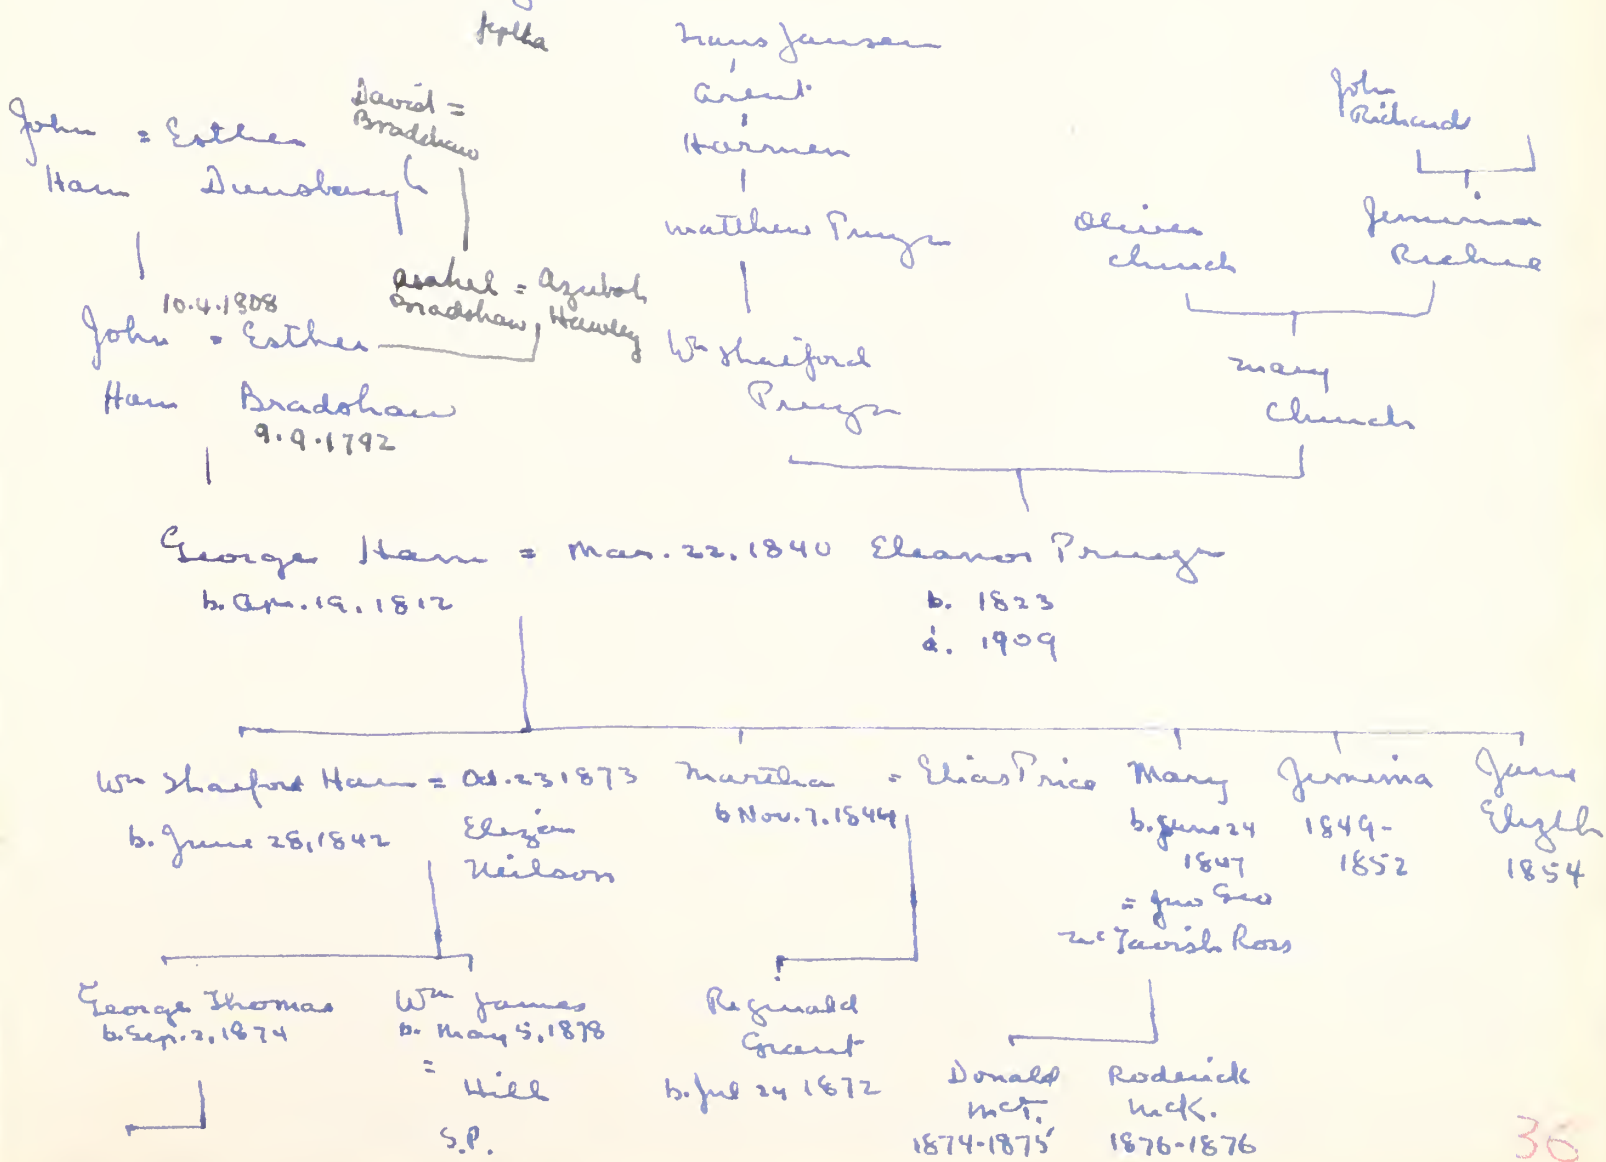 Jeptha
Hans Jansen
Arent
Harmen
Matthew Pruyn
Wm Shaeford
Pruyn
David =
Bradshaw
John = Esther
Ham Dunsbaugh
Asahel = Azubah
Bradshaw Hawley
10.4.1808
John = Esther
Ham Bradshaw
9.9.1792
John
Richards
Oliver
Church
Jemima
Mary
Church
George Ham = Mar. 22. 1840 Eleanor Pruyn
b. Apr. 19. 1812
b. 1823
d. 1909
Wm Shaeford Ham = Oct. 23 1873
b. June 28, 1842
Neilson
Martha = Elias Price
b Nov. 7. 1844
Mary
b. June 24
1847
= Jno Geo
McTavish Ross
Jemima
1849-
1852
Jane
Elizth
1854
George Thomas
b. Sep. 2, 1874
Wm James
b. May 5, 1878
=
Hill
S.P.
Reginald
Grant
b. Jul 24 1872
Donald
McT.
1874-1875
Roderick
McK.
1876-1876
36